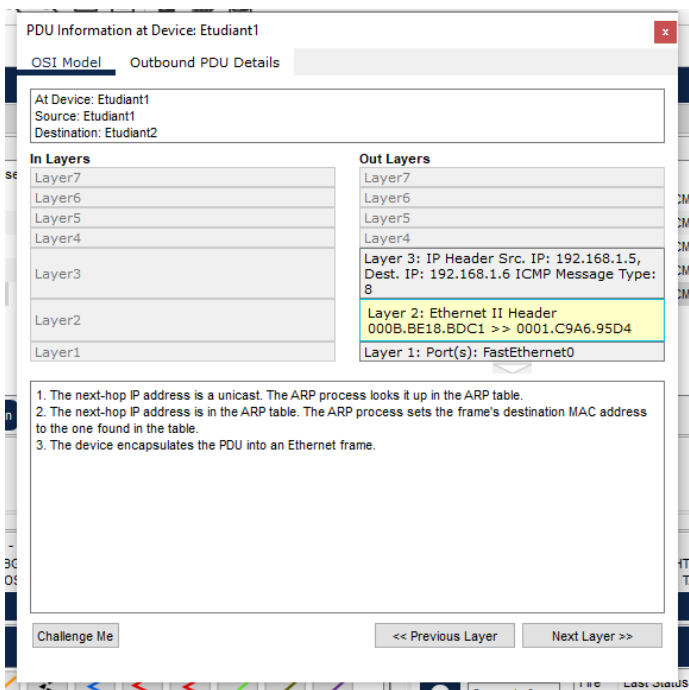 PDU Information at Device: Etudiant1
x
OSI Model
Outbound PDU Details
At Device: Etudiant1
Source: Etudiant1
Destination: Etudiant2
In Layers
Out Layers
Layer7
Layer7
Layer6
Layer6
Layer5
Layer5
Layer4
Layer4
Layer3
Layer 3: IP Header Src. IP: 192.168.1.5,
Dest. IP: 192.168.1.6 ICMP Message Type:
8
Layer2
Layer 2: Ethernet II Header
000B.BE18.BDC1 >> 0001.C9A6.95D4
Layer1
Layer 1: Port(s): FastEthernet0
1. The next-hop IP address is a unicast. The ARP process looks it up in the ARP table.
2. The next-hop IP address is in the ARP table. The ARP process sets the frame's destination MAC address
to the one found in the table.
3. The device encapsulates the PDU into an Ethernet frame.
Challenge Me
<< Previous Layer
Next Layer >>
Fire
Last Status